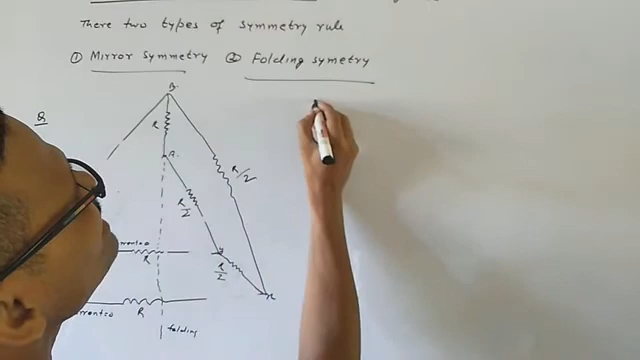 There two types of symmetry rule
① Mirror Symmetry ② Folding symetry
Q
B
R
A
R/2
R/2
R
R/2
R
folding